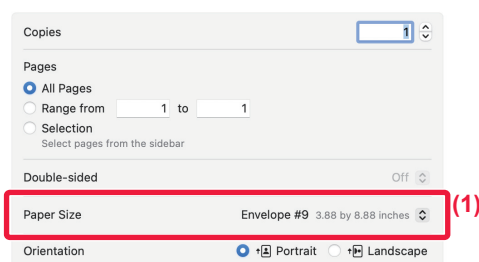 Copies 1
Pages
All Pages
Range from 1 to 1
Selection
Select pages from the sidebar
Double-sided Off
Paper Size Envelope #9 3.88 by 8.88 inches (1)
Orientation Portrait Landscape